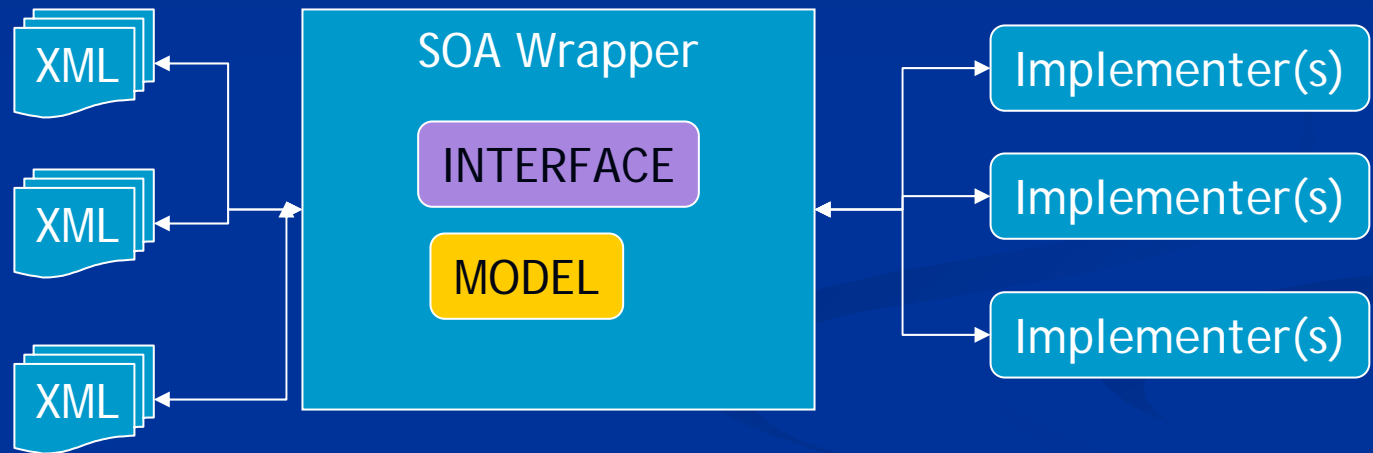 XML
XML
XML
SOA Wrapper
INTERFACE
MODEL
Implementer(s)
Implementer(s)
Implementer(s)